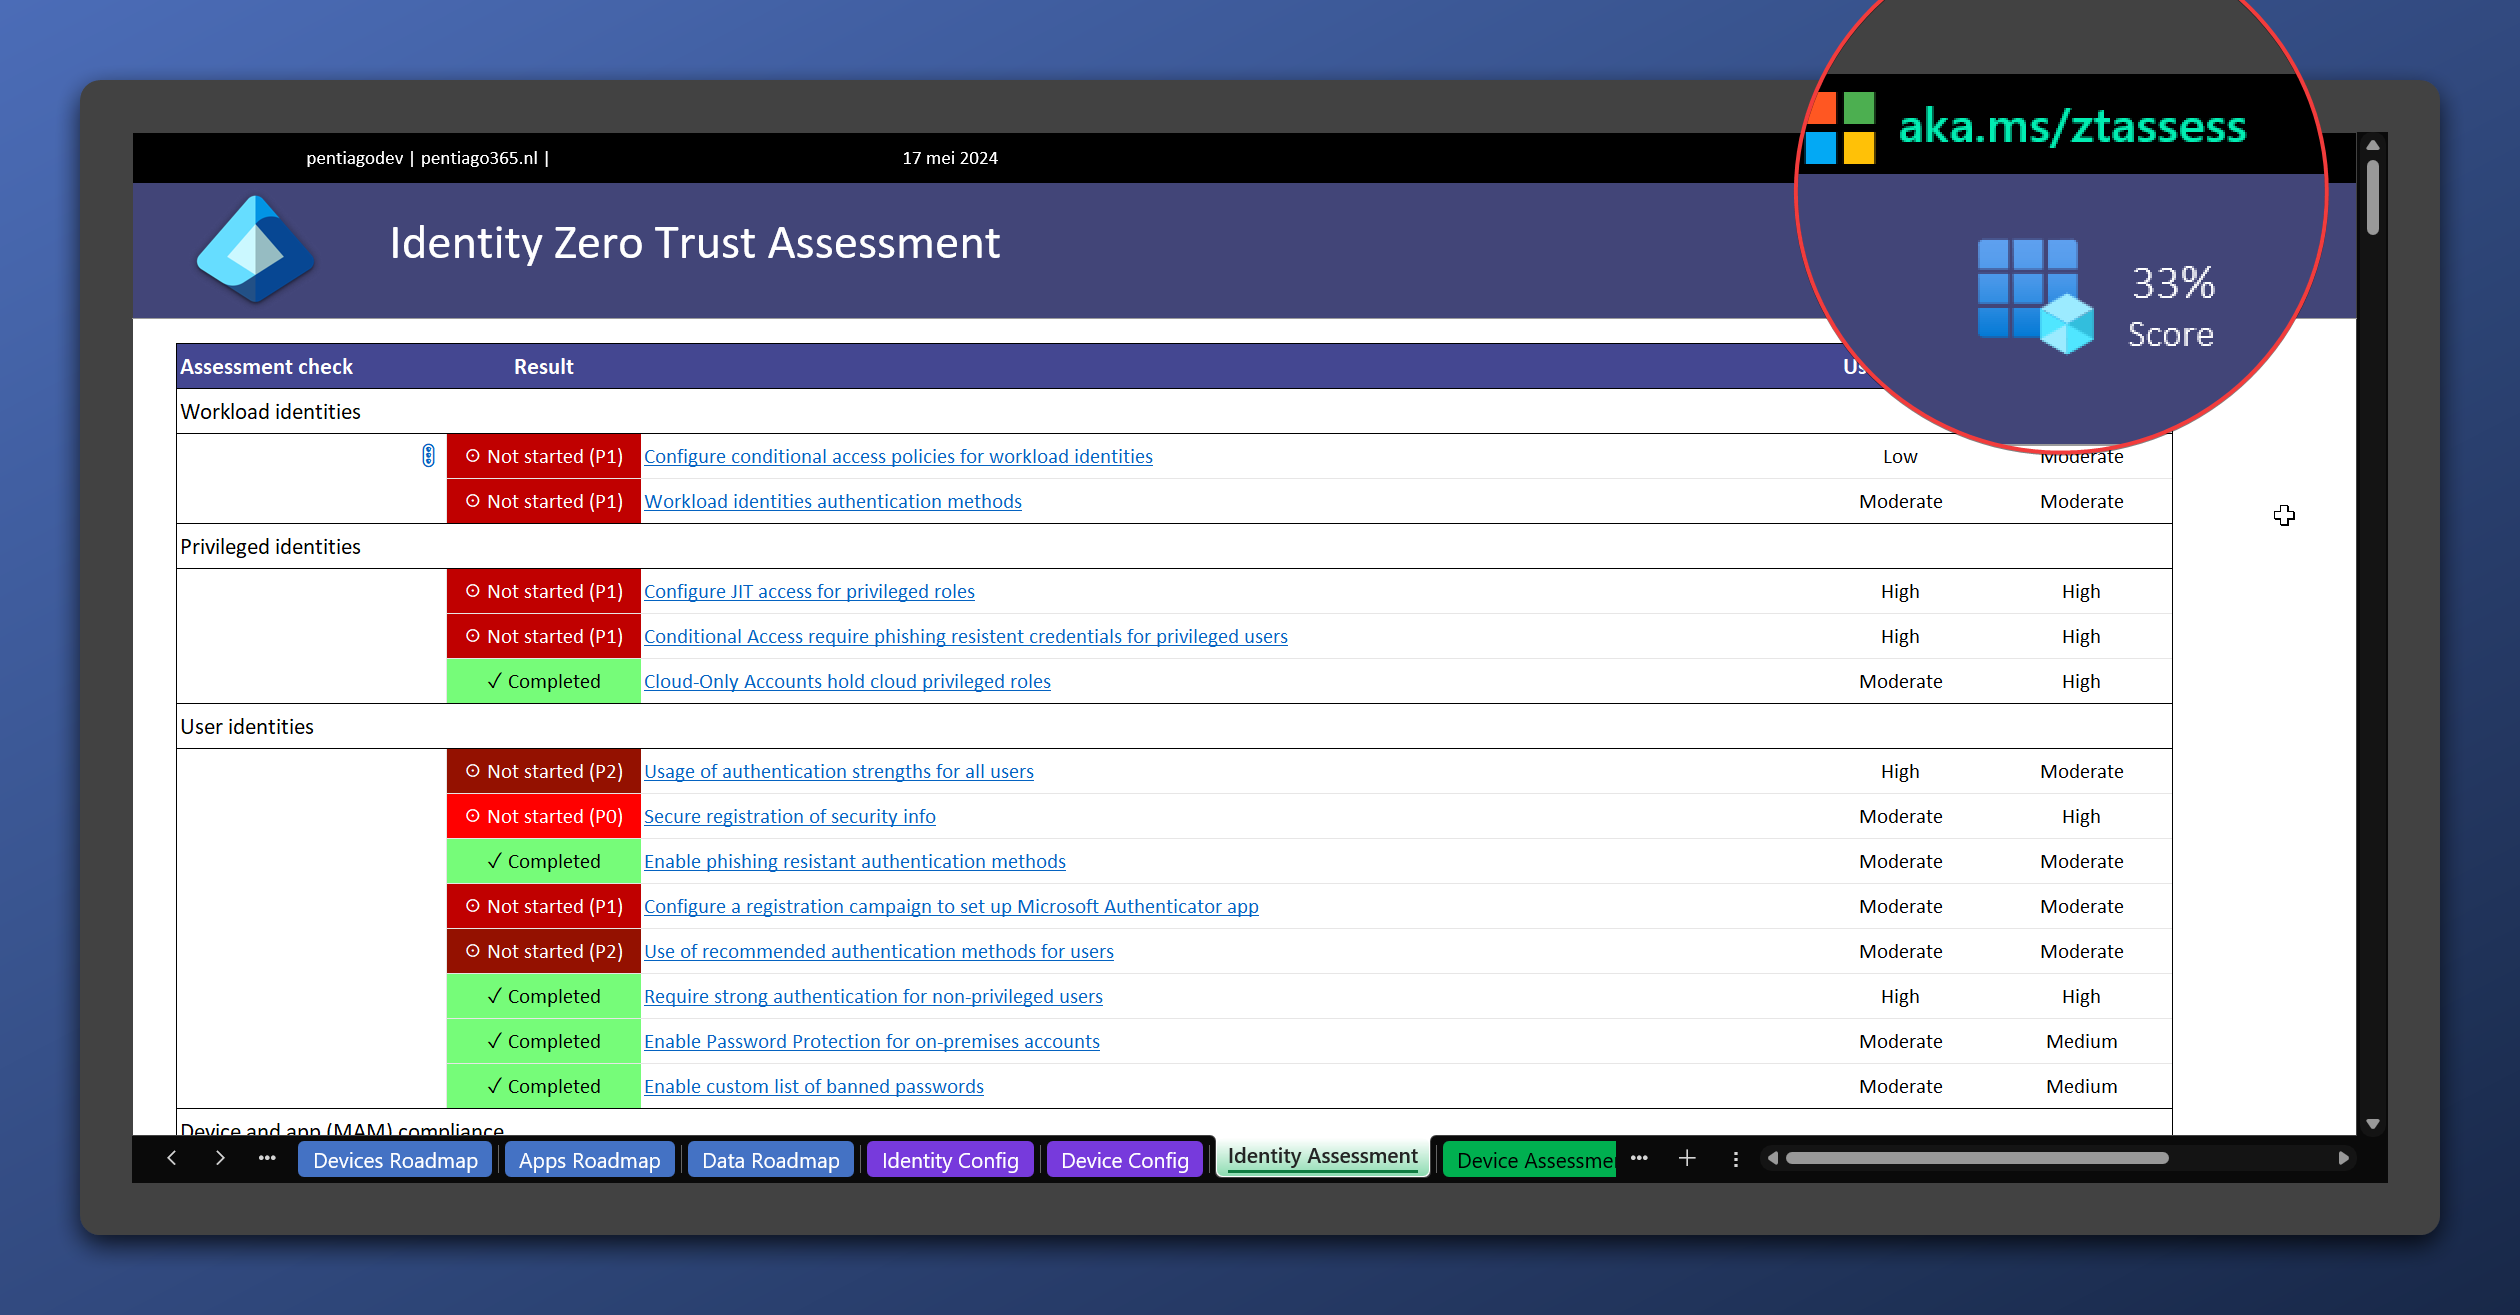 aka.ms/ztassess
pentiagodev | pentiago365.nl | 17 mei 2024
Identity Zero Trust Assessment
33%
Score
Assessment check Result
Workload identities
Not started (P1) Configure conditional access policies for workload identities Low Moderate
Not started (P1) Workload identities authentication methods Moderate Moderate
Privileged identities
Not started (P1) Configure JIT access for privileged roles High High
Not started (P1) Conditional Access require phishing resistent credentials for privileged users High High
✓ Completed Cloud-Only Accounts hold cloud privileged roles Moderate High
User identities
Not started (P2) Usage of authentication strengths for all users High Moderate
Not started (P0) Secure registration of security info Moderate High
✓ Completed Enable phishing resistant authentication methods Moderate Moderate
Not started (P1) Configure a registration campaign to set up Microsoft Authenticator app Moderate Moderate
Not started (P2) Use of recommended authentication methods for users Moderate Moderate
✓ Completed Require strong authentication for non-privileged users High High
✓ Completed Enable Password Protection for on-premises accounts Moderate Medium
✓ Completed Enable custom list of banned passwords Moderate Medium
Device and app (MAM) compliance
Devices Roadmap Apps Roadmap Data Roadmap Identity Config Device Config Identity Assessment Device Assessme